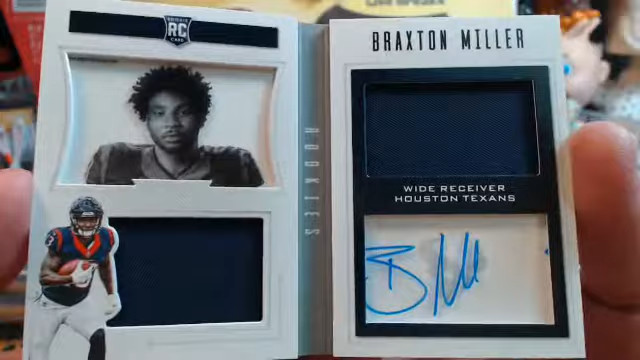 ROOKIE
RC
CARD
ROOKIES
BRAXTON MILLER
WIDE RECEIVER
HOUSTON TEXANS